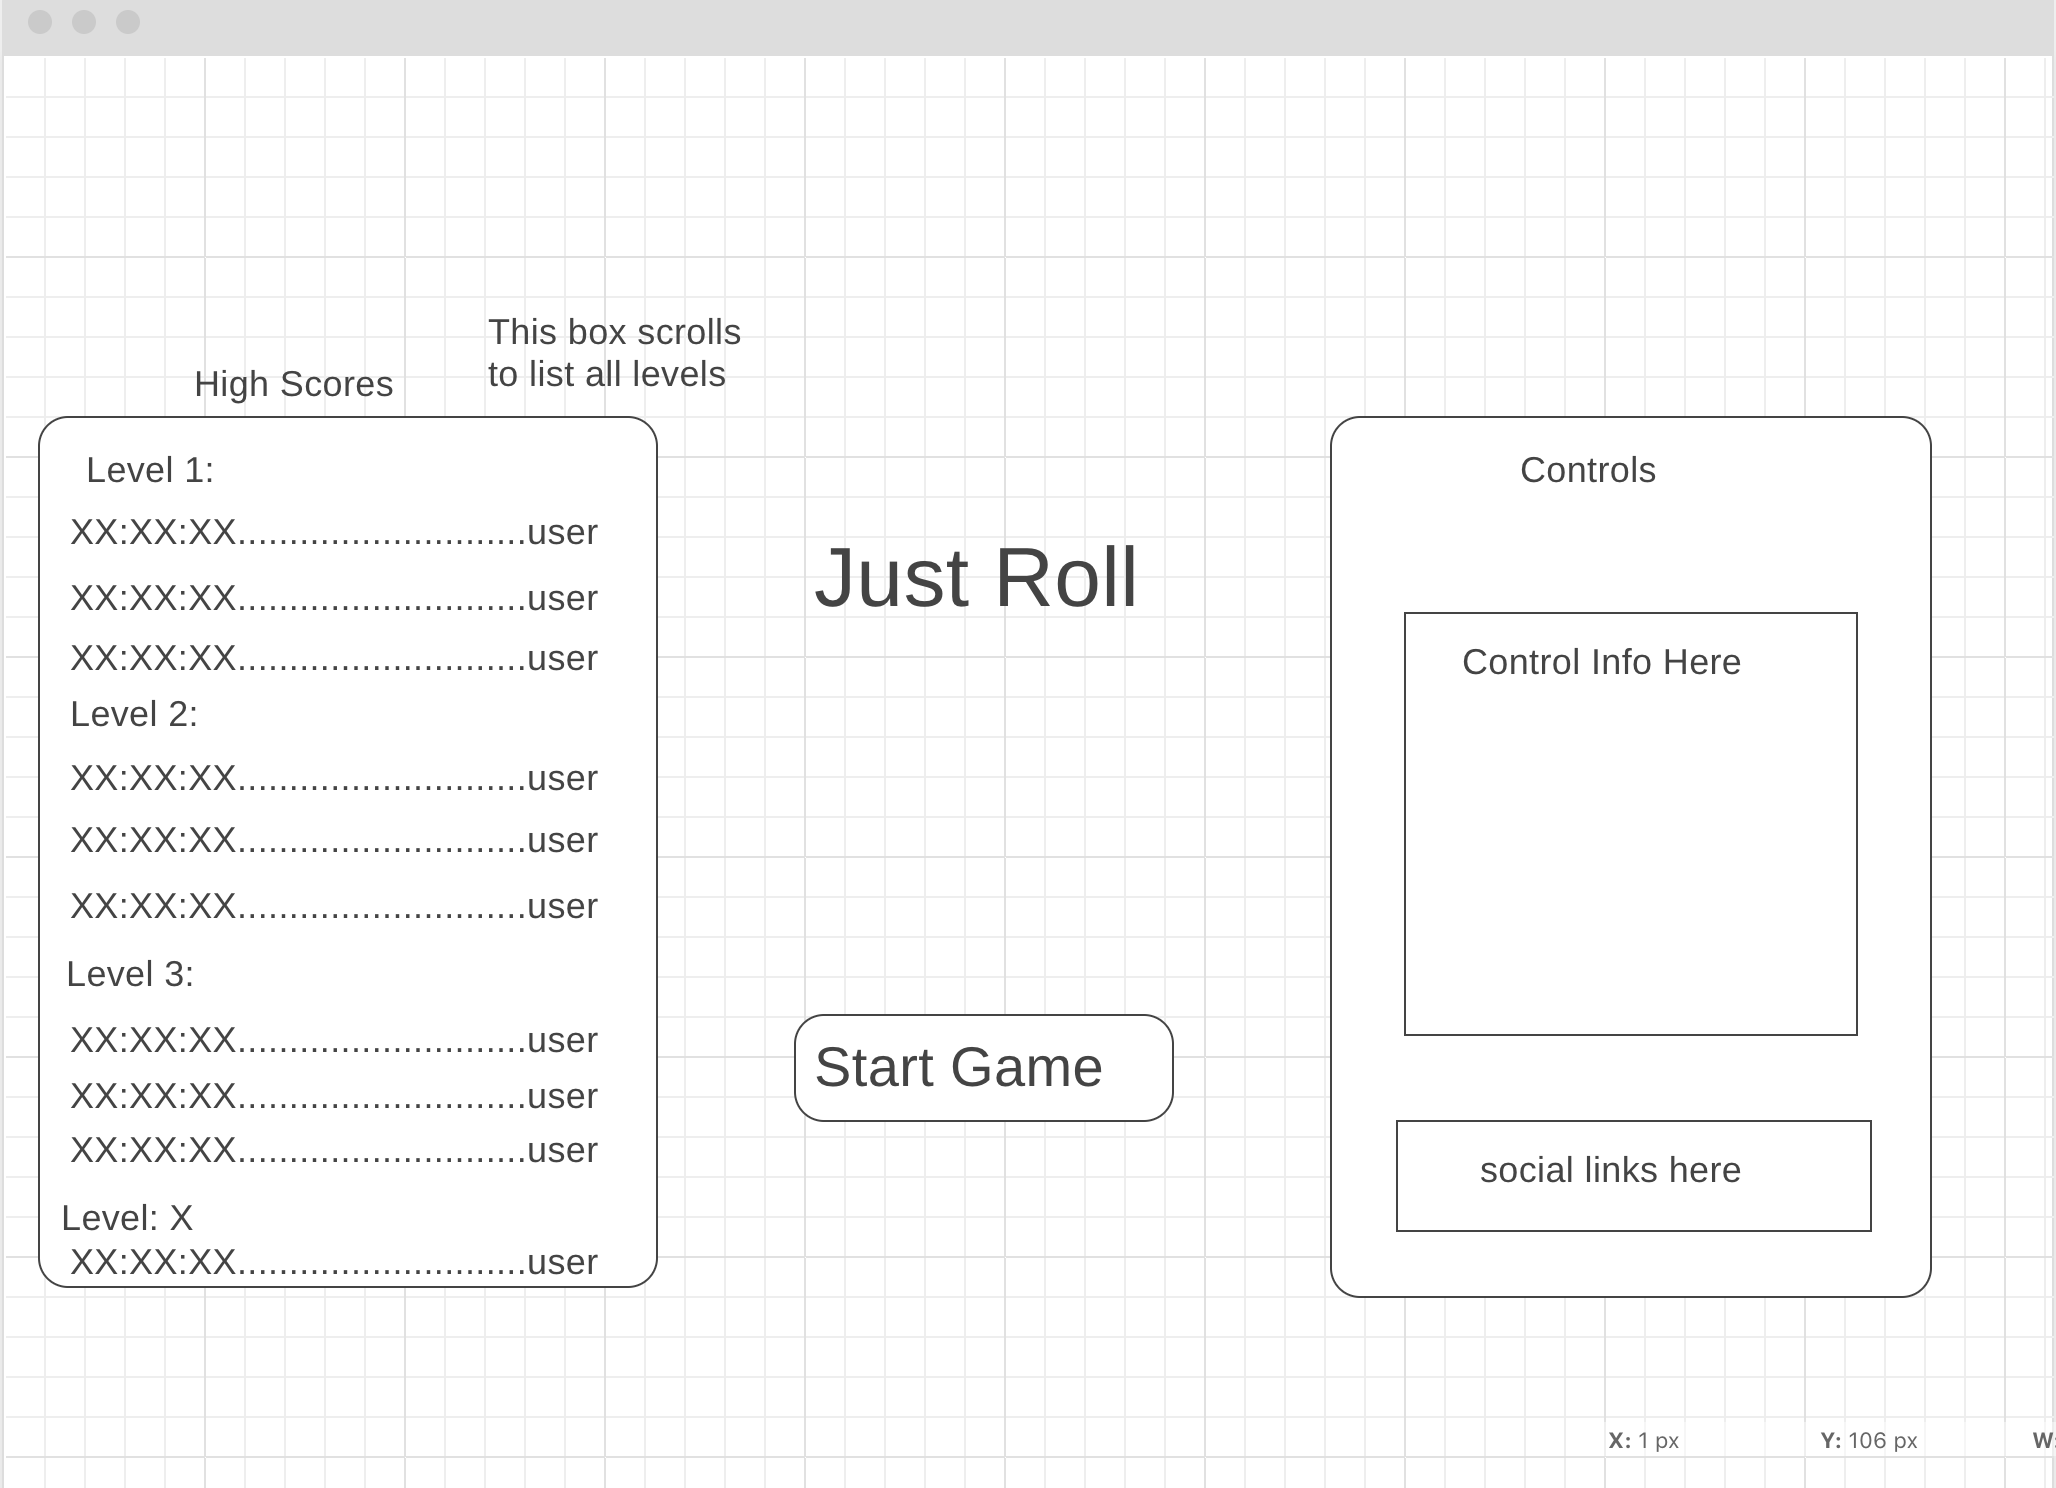 This box scrolls
to list all levels
High Scores
Level 1:
XX:XX:XX............................user
XX:XX:XX............................user
XX:XX:XX............................user
Level 2:
XX:XX:XX............................user
XX:XX:XX............................user
XX:XX:XX............................user
Level 3:
XX:XX:XX............................user
XX:XX:XX............................user
XX:XX:XX............................user
Level: X
XX:XX:XX............................user
Just Roll
Start Game
Controls
Control Info Here
social links here
X: 1 px Y: 106 px W: